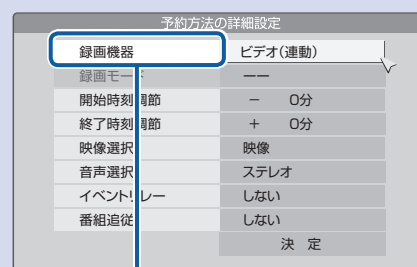 予約方法の詳細設定
録画機器 ビデオ(連動)
録画モード ーー
開始時刻調節 − 0分
終了時刻調節 + 0分
映像選択 映像
音声選択 ステレオ
イベントリレー しない
番組追従 しない
決 定